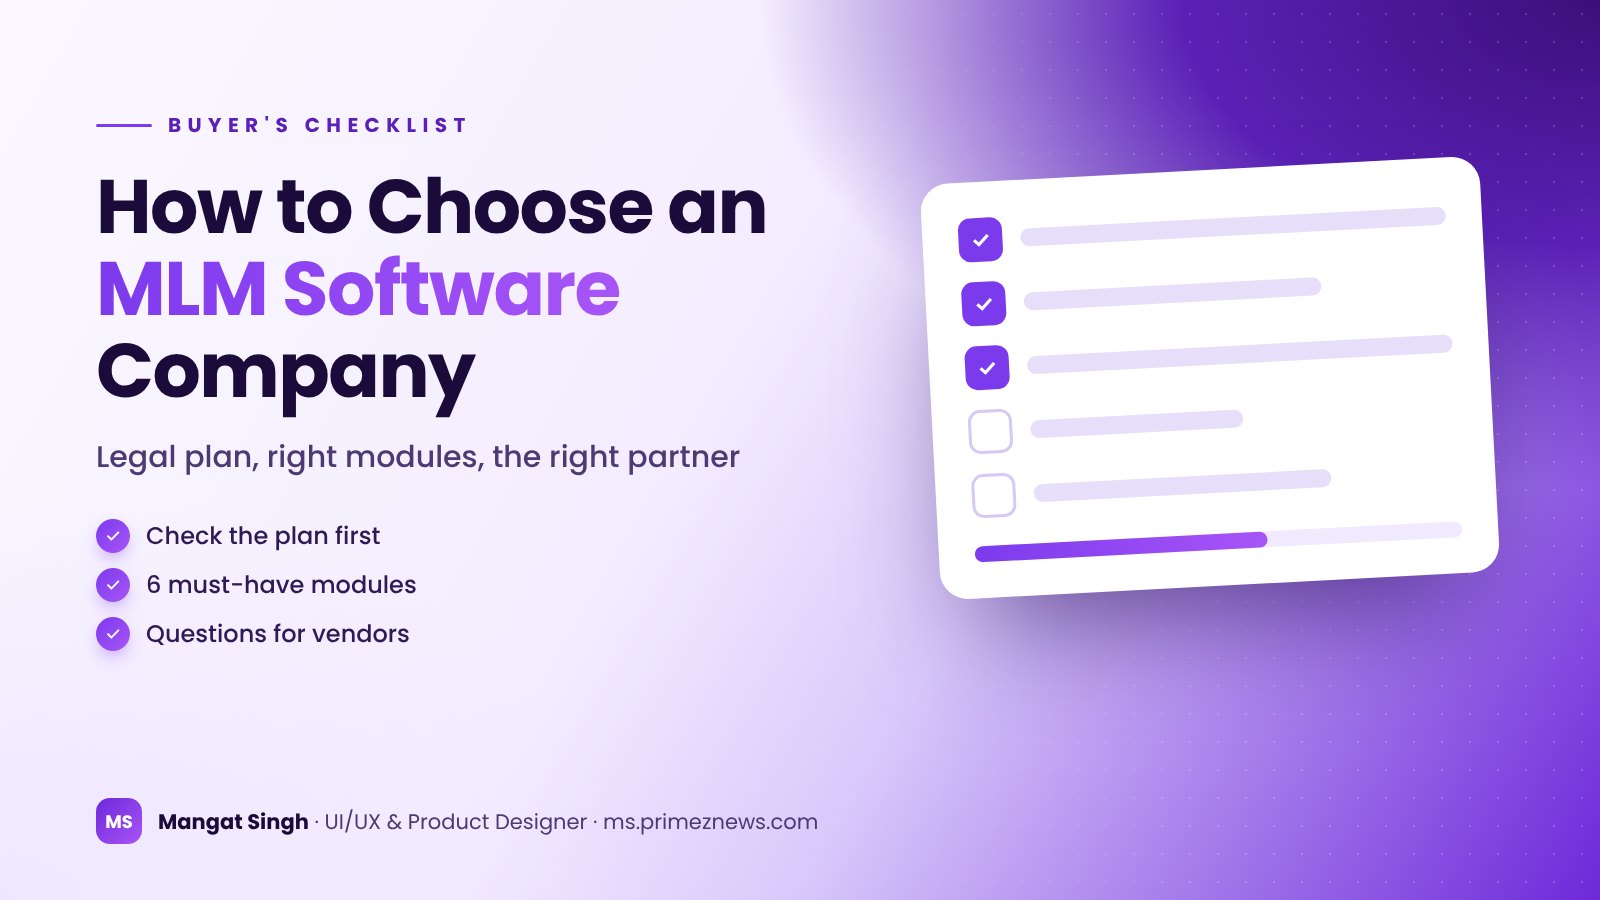 BUYER'S CHECKLIST
How to Choose an
MLM Software
Company
Legal plan, right modules, the right partner
Check the plan first
6 must-have modules
Questions for vendors
MS
Mangat Singh · UI/UX & Product Designer · ms.primeznews.com